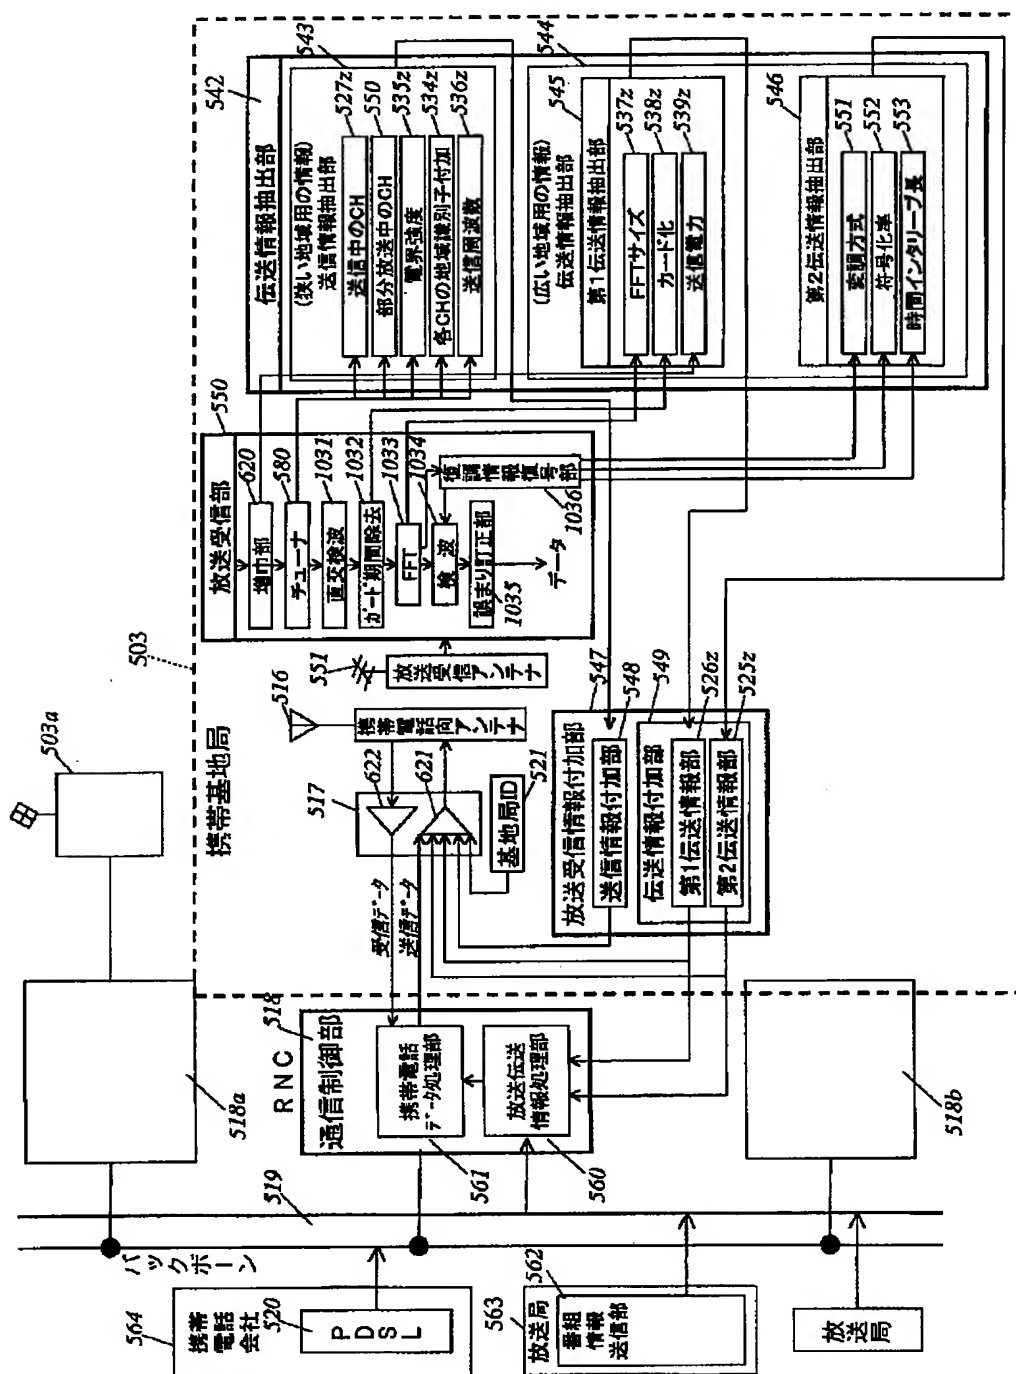 503
503a
携帯基地局
518a
518b
519
バックボーン
564
携帯
電話
会社
520
PDSL
563
放送局
562
番組
情報
送信部
放送
局
RNC
518
通信制御部
携帯電話
データ処理部
561
放送伝送
情報処理部
560
受信データ
送信データ
517
622
621
516
携帯電話向アンテナ
521
基地局ID
551
放送受信アンテナ
547
放送受信情報付加部
548
送信情報付加部
549
伝送情報付加部
526z
第1伝送情報部
525z
第2伝送情報部
550
放送受信部
620
増巾部
580
チューナ
1031
直交検波
1032
ガード期間除去
1033
FFT
1034
検波
誤まり訂正部
1035
データ
1036
542
伝送情報抽出部
543
(狭い地域用の情報)
送信情報抽出部
527z
送信中のCH
550
部分放送中のCH
535z
電界強度
534z
各CHの地域識別子付加
536z
送信周波数
544
(広い地域用の情報)
伝送情報抽出部
545
第1伝送情報抽出部
537z
FFTサイズ
538z
カード化
539z
送信電力
546
第2伝送情報抽出部
551
変調方式
552
符号化率
553
時間インタリーブ長